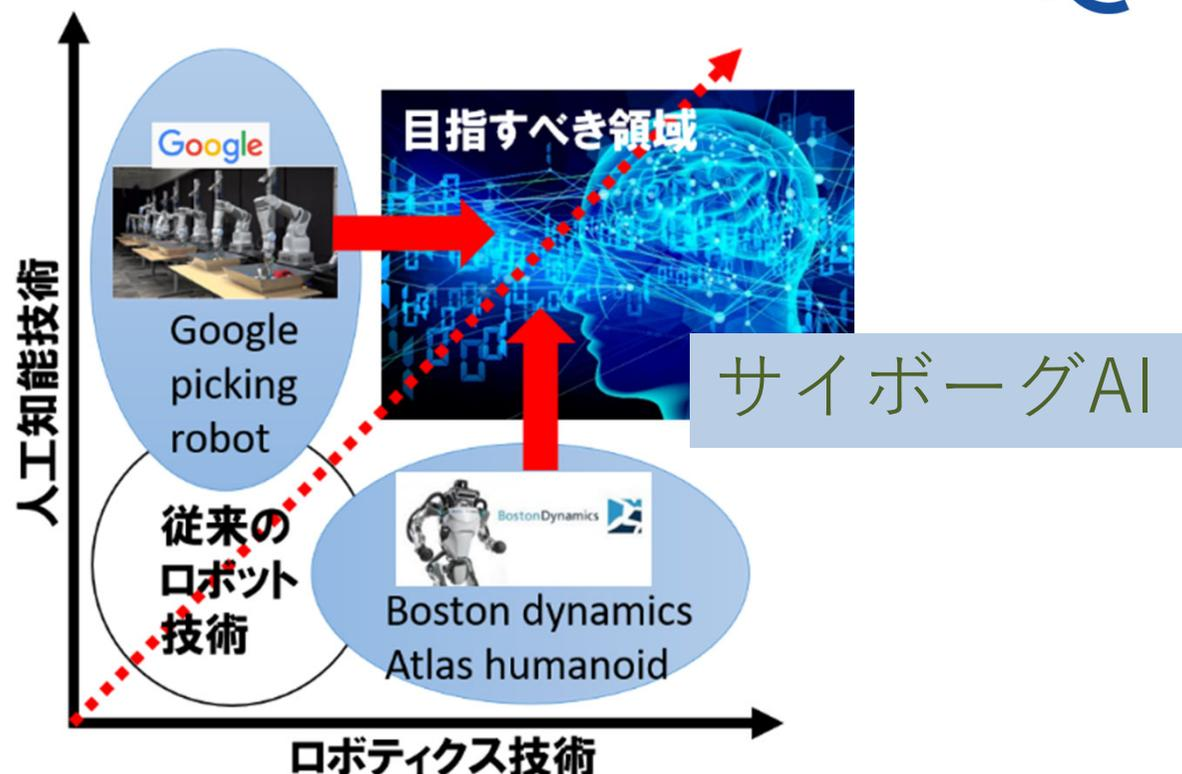 目指すべき領域
Google
Google
picking
robot
サイボーグAI
人工知能技術
従来の
ロボット
技術
BostonDynamics
Boston dynamics
Atlas humanoid
ロボティクス技術